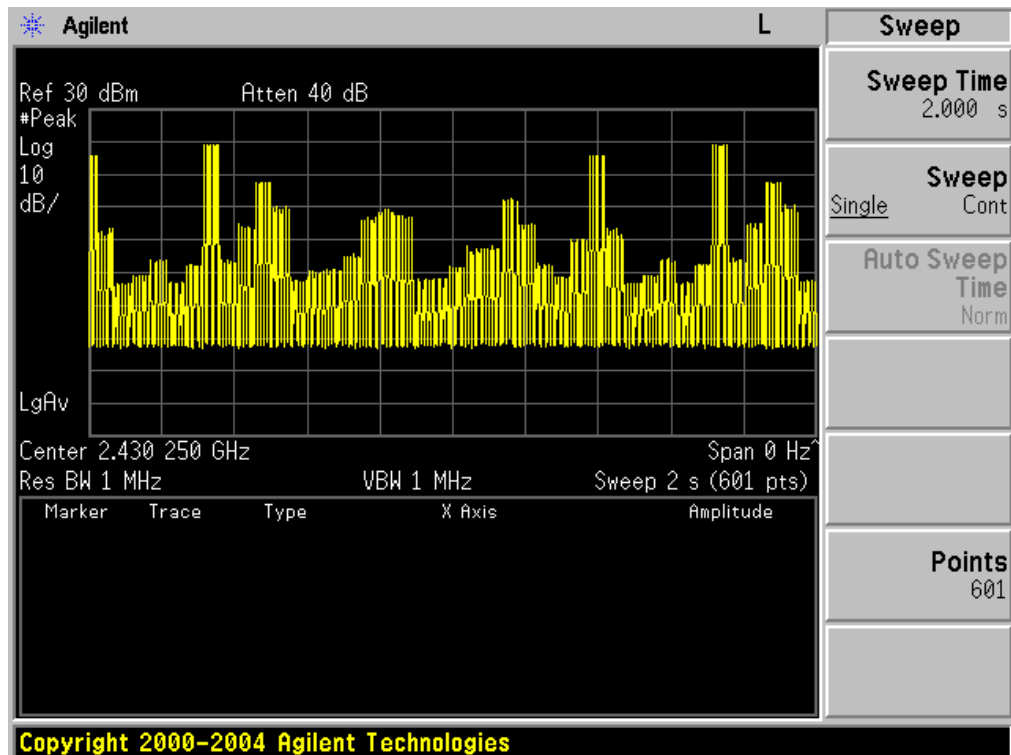 Agilent L Sweep
Ref 30 dBm Atten 40 dB
#Peak
Log
10
dB/
LgAv
Center 2.430 250 GHz Span 0 Hz^
Res BW 1 MHz VBW 1 MHz Sweep 2 s (601 pts)
Marker Trace Type X Axis Amplitude
Sweep Time
2.000 s
Sweep
Single Cont
Auto Sweep
Time
Norm
Points
601
Copyright 2000-2004 Agilent Technologies